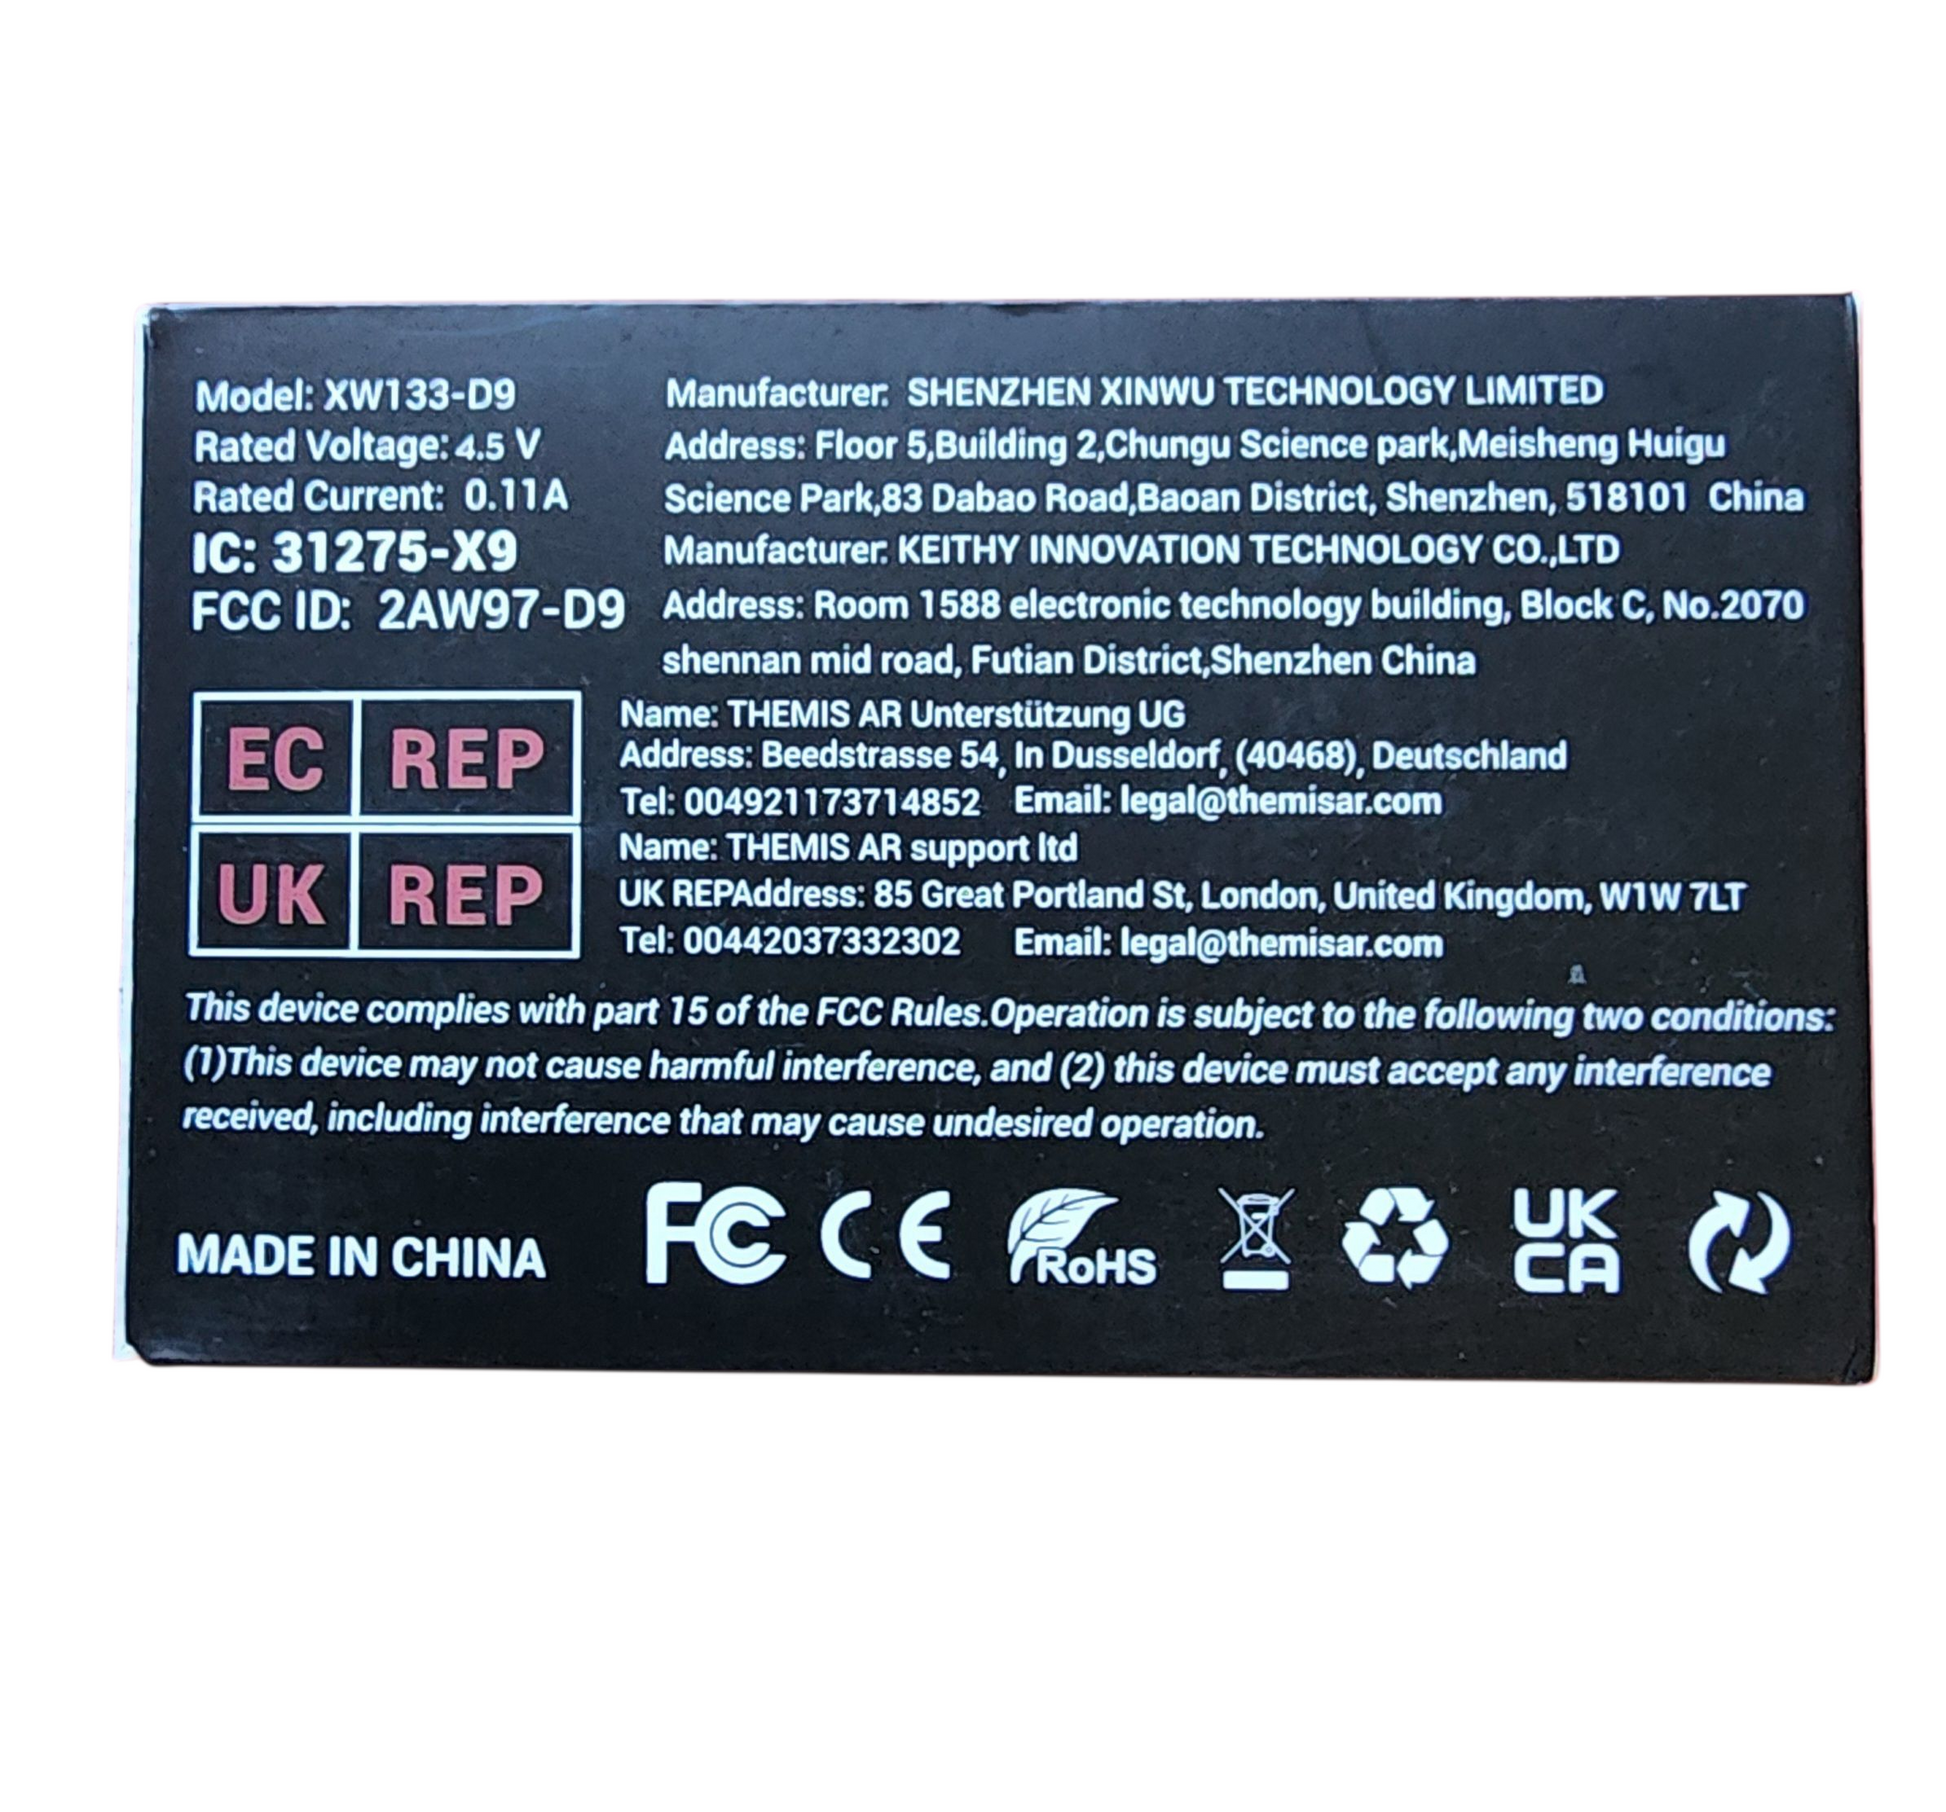 Model: XW133-D9
Rated Voltage: 4.5 V
Rated Current: 0.11A
IC: 31275-X9
FCC ID: 2AW97-D9
Manufacturer: SHENZHEN XINWU TECHNOLOGY LIMITED
Address: Floor 5,Building 2,Chungu Science park,Meisheng Huigu
Science Park,83 Dabao Road,Baoan District, Shenzhen, 518101 China
Manufacturer: KEITHY INNOVATION TECHNOLOGY CO.,LTD
Address: Room 1588 electronic technology building, Block C, No.2070
shennan mid road, Futian District,Shenzhen China
EC REP
Name: THEMIS AR Unterstützung UG
Address: Beedstrasse 54, In Dusseldorf, (40468), Deutschland
Tel: 004921173714852 Email: legal@themisar.com
UK REP
Name: THEMIS AR support ltd
UK REPAddress: 85 Great Portland St, London, United Kingdom, W1W 7LT
Tel: 00442037332302 Email: legal@themisar.com
This device complies with part 15 of the FCC Rules.Operation is subject to the following two conditions:
(1)This device may not cause harmful interference, and (2) this device must accept any interference
received, including interference that may cause undesired operation.
MADE IN CHINA
FC CE RoHS UK
CA